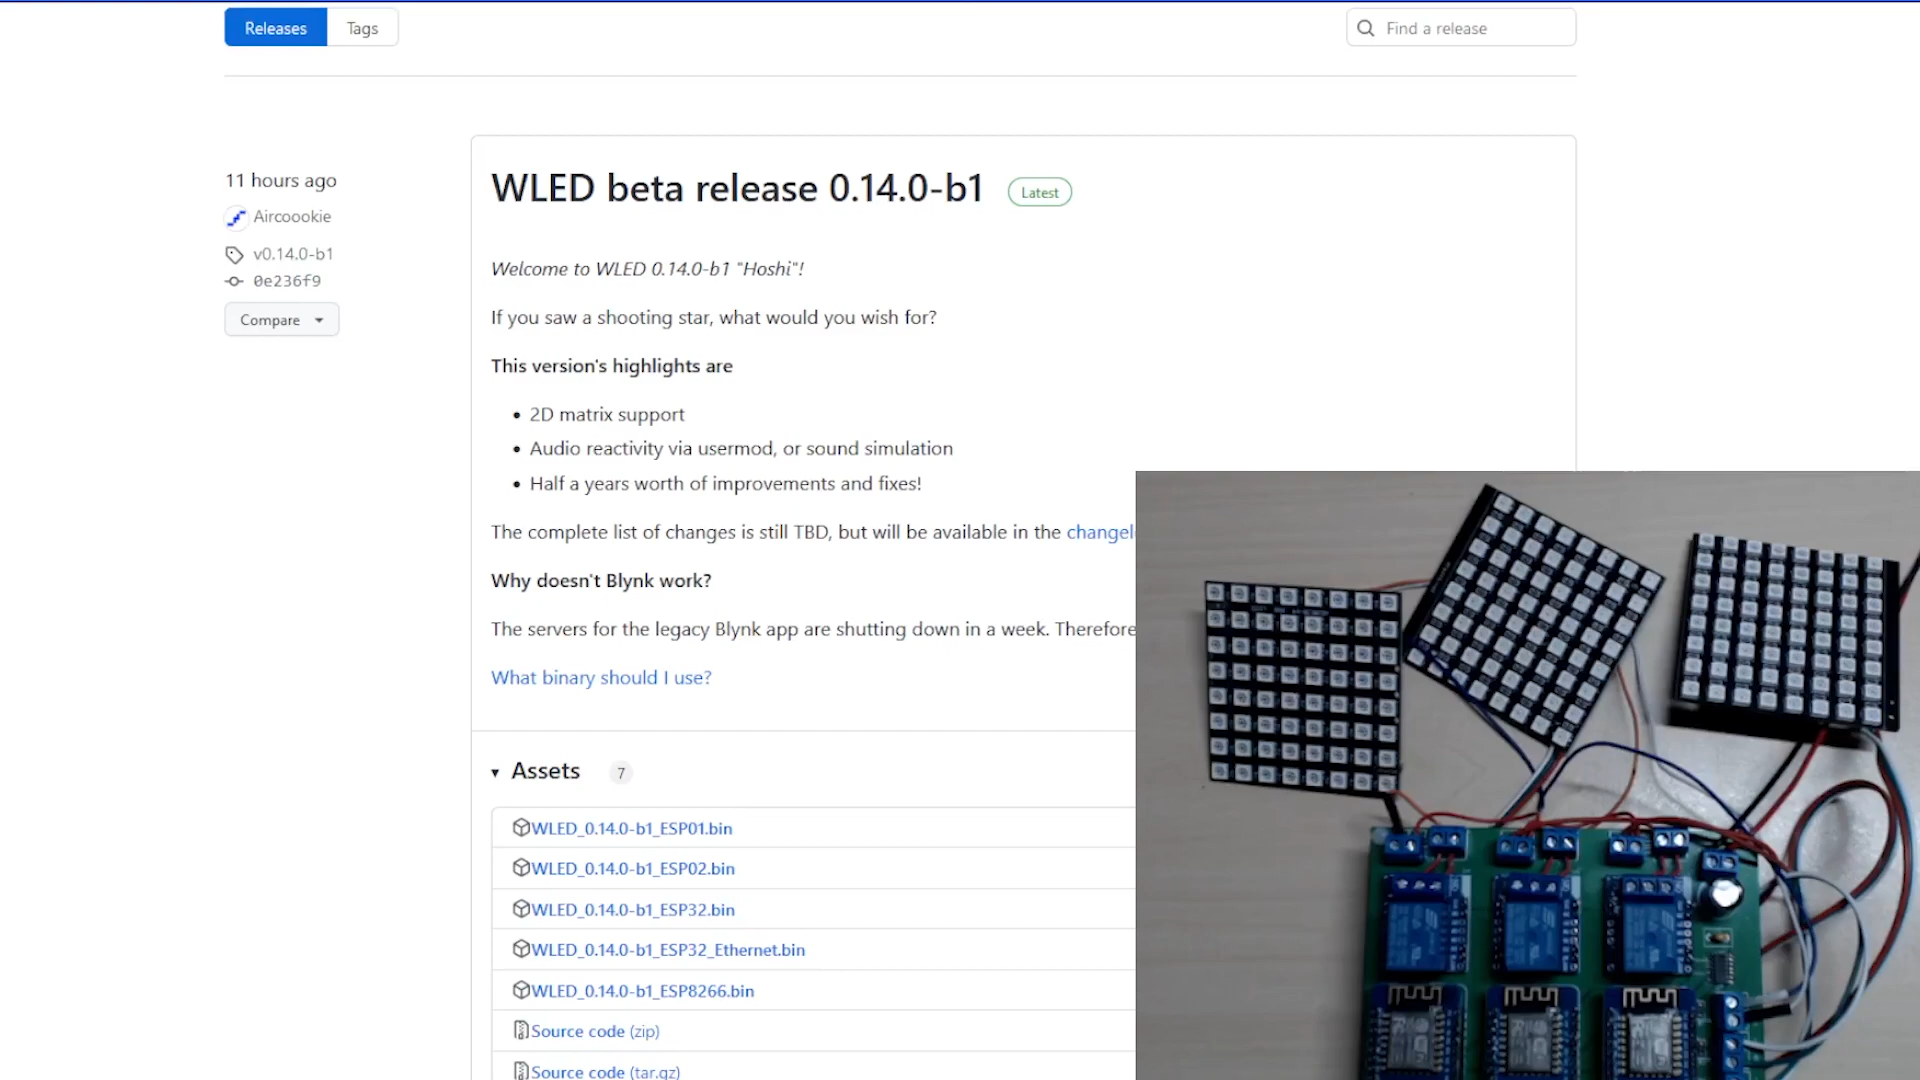 Releases
Tags
Find a release
11 hours ago
Aircoookie
v0.14.0-b1
0e236f9
Compare
WLED beta release 0.14.0-b1
Latest
Welcome to WLED 0.14.0-b1 "Hoshi"!
If you saw a shooting star, what would you wish for?
This version's highlights are
• 2D matrix support
• Audio reactivity via usermod, or sound simulation
• Half a years worth of improvements and fixes!
The complete list of changes is still TBD, but will be available in the changel
Why doesn't Blynk work?
The servers for the legacy Blynk app are shutting down in a week. Therefore
What binary should I use?
Assets 7
WLED_0.14.0-b1_ESP01.bin
WLED_0.14.0-b1_ESP02.bin
WLED_0.14.0-b1_ESP32.bin
WLED_0.14.0-b1_ESP32_Ethernet.bin
WLED_0.14.0-b1_ESP8266.bin
Source code (zip)
Source code (tar.gz)